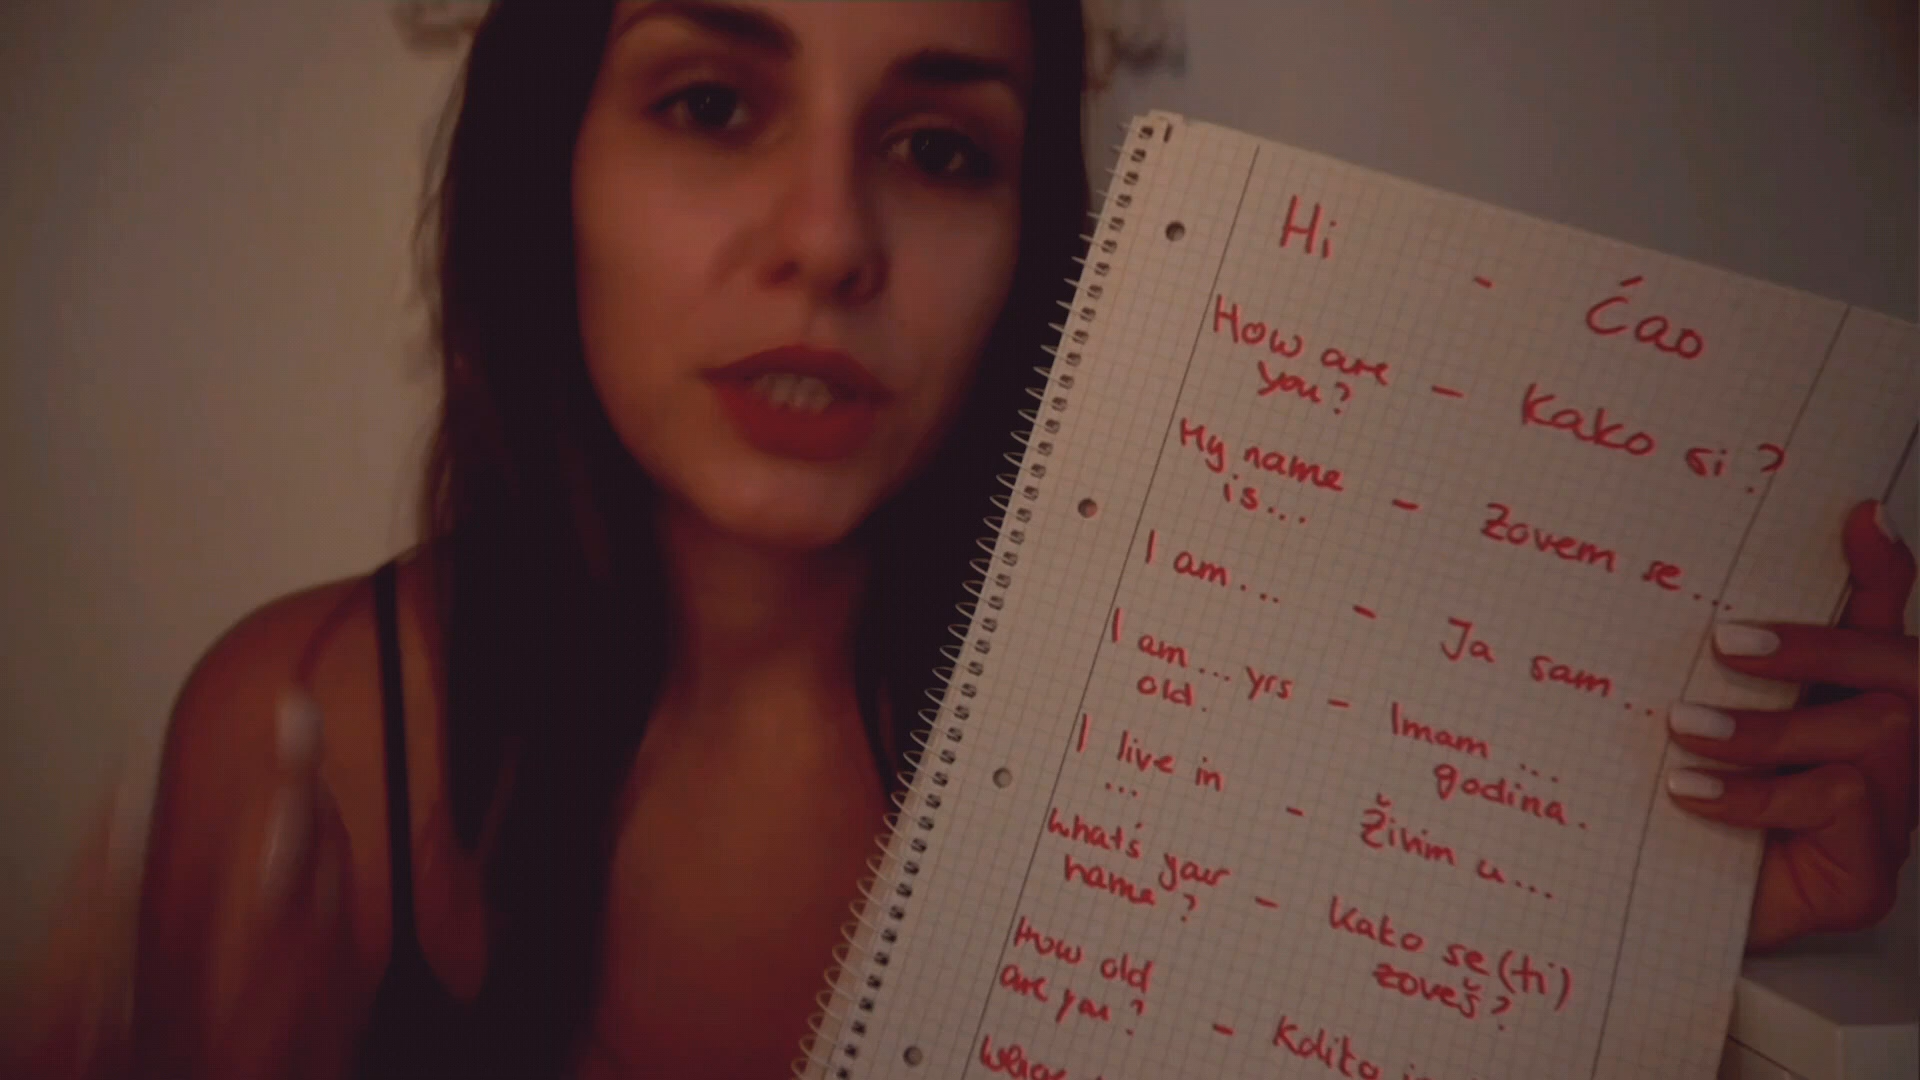 Hi - Ćao
How are - Kako si?
you?
My name - Zovem se...
is...
I am... - Ja sam...
I am... yrs - Imam ...
old. godina.
I live in - Živim u...
...
What's your - Kako se (ti)
name? zoveš?
How old
are you? -